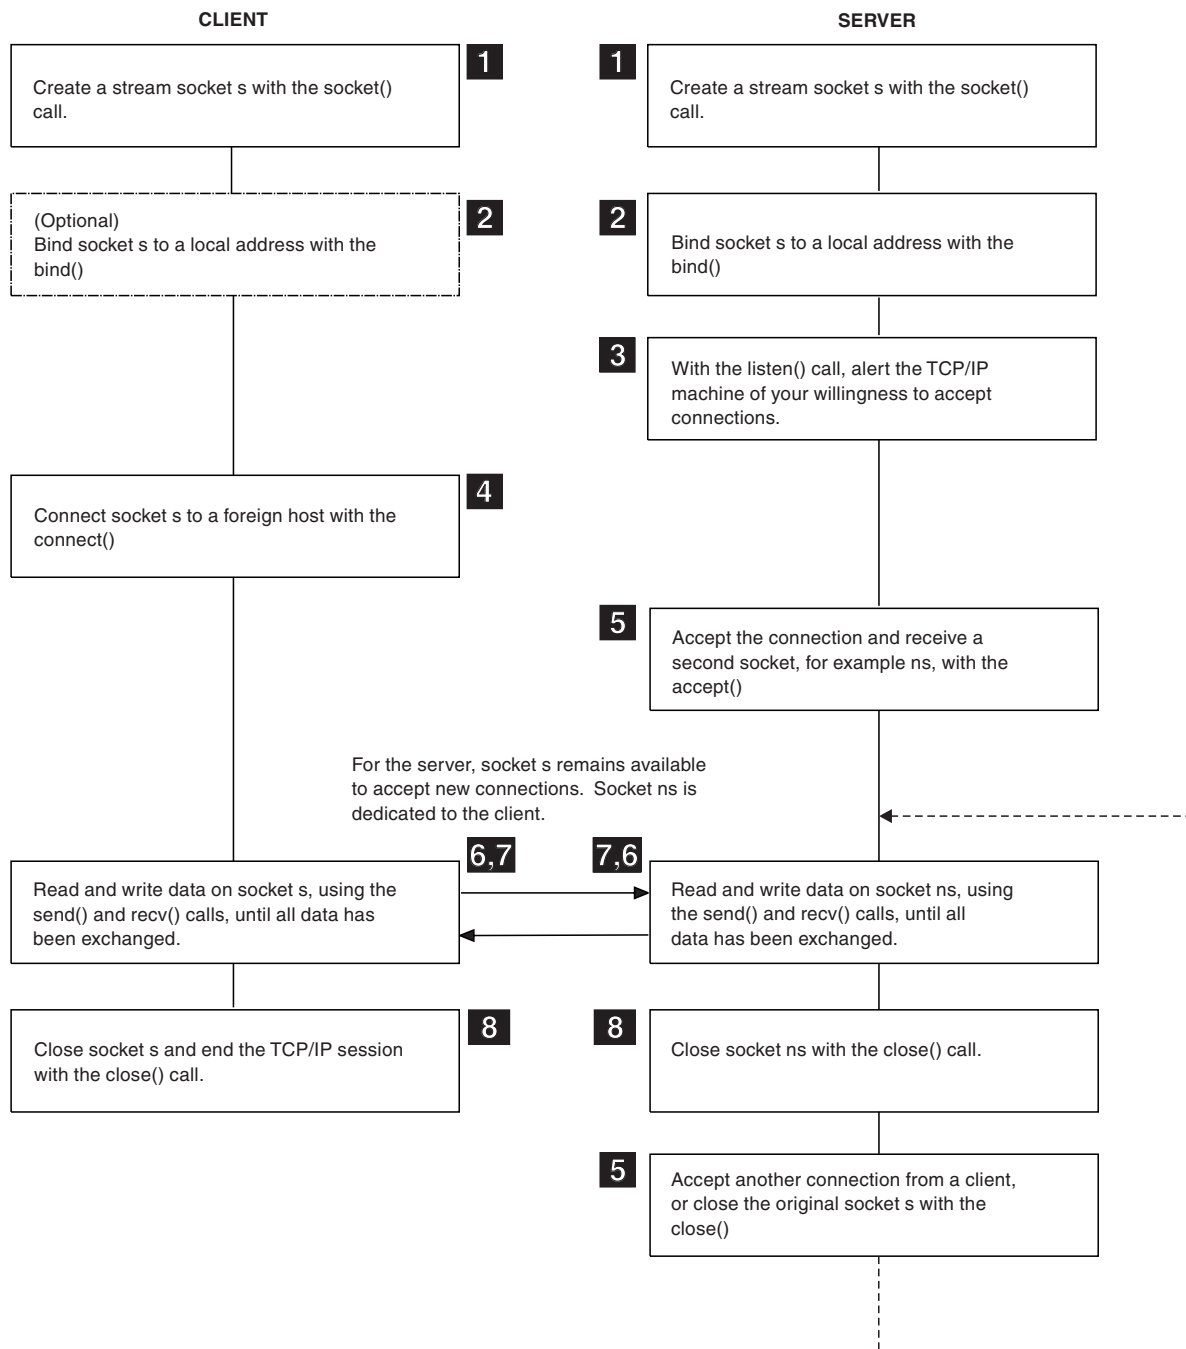 CLIENT
SERVER
1
1
Create a stream socket s with the socket()
call.
Create a stream socket s with the socket()
call.
2
2
(Optional)
Bind socket s to a local address with the
bind()
Bind socket s to a local address with the
bind()
3
With the listen() call, alert the TCP/IP
machine of your willingness to accept
connections.
4
Connect socket s to a foreign host with the
connect()
5
Accept the connection and receive a
second socket, for example ns, with the
accept()
For the server, socket s remains available
to accept new connections. Socket ns is
dedicated to the client.
6,7
7,6
Read and write data on socket s, using the
send() and recv() calls, until all data has
been exchanged.
Read and write data on socket ns, using
the send() and recv() calls, until all
data has been exchanged.
8
8
Close socket s and end the TCP/IP session
with the close() call.
Close socket ns with the close() call.
5
Accept another connection from a client,
or close the original socket s with the
close()